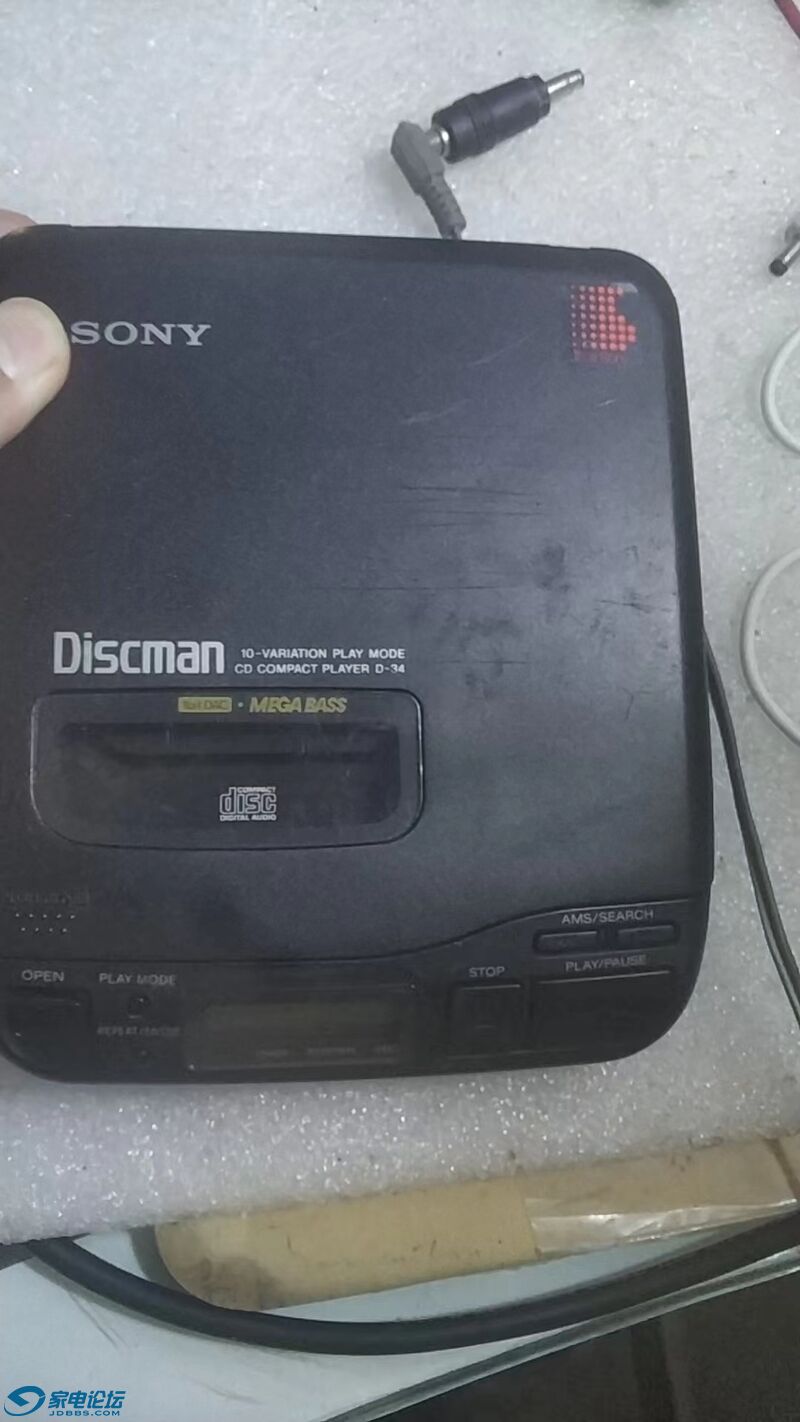 SONY
Discman
10-VARIATION PLAY MODE
CD COMPACT PLAYER D-34
1bit DAC · MEGA BASS
COMPACT
disc
DIGITAL AUDIO
AMS/SEARCH
OPEN
PLAY MODE
STOP
PLAY/PAUSE
家电论坛
JDBBS.COM